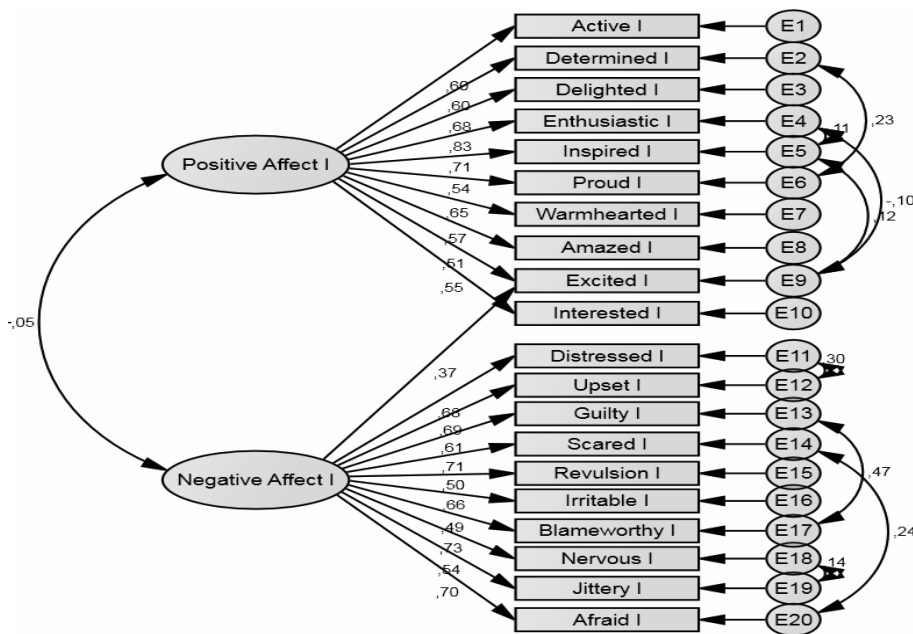 Active I E1
Determined I E2
Delighted I E3
Enthusiastic I E4
Inspired I E5
Proud I E6
Warmhearted I E7
Amazed I E8
Excited I E9
Interested I E10
Positive Affect I
,60
,60
,68
,83
,71
,54
,65
,57
,51
,55
,11
,23
-,10
,12
-,05
Distressed I E11
Upset I E12
Guilty I E13
Scared I E14
Revulsion I E15
Irritable I E16
Blameworthy I E17
Nervous I E18
Jittery I E19
Afraid I E20
Negative Affect I
,37
,68
,69
,61
,71
,50
,66
,49
,73
,54
,70
,30
,47
,24
,14